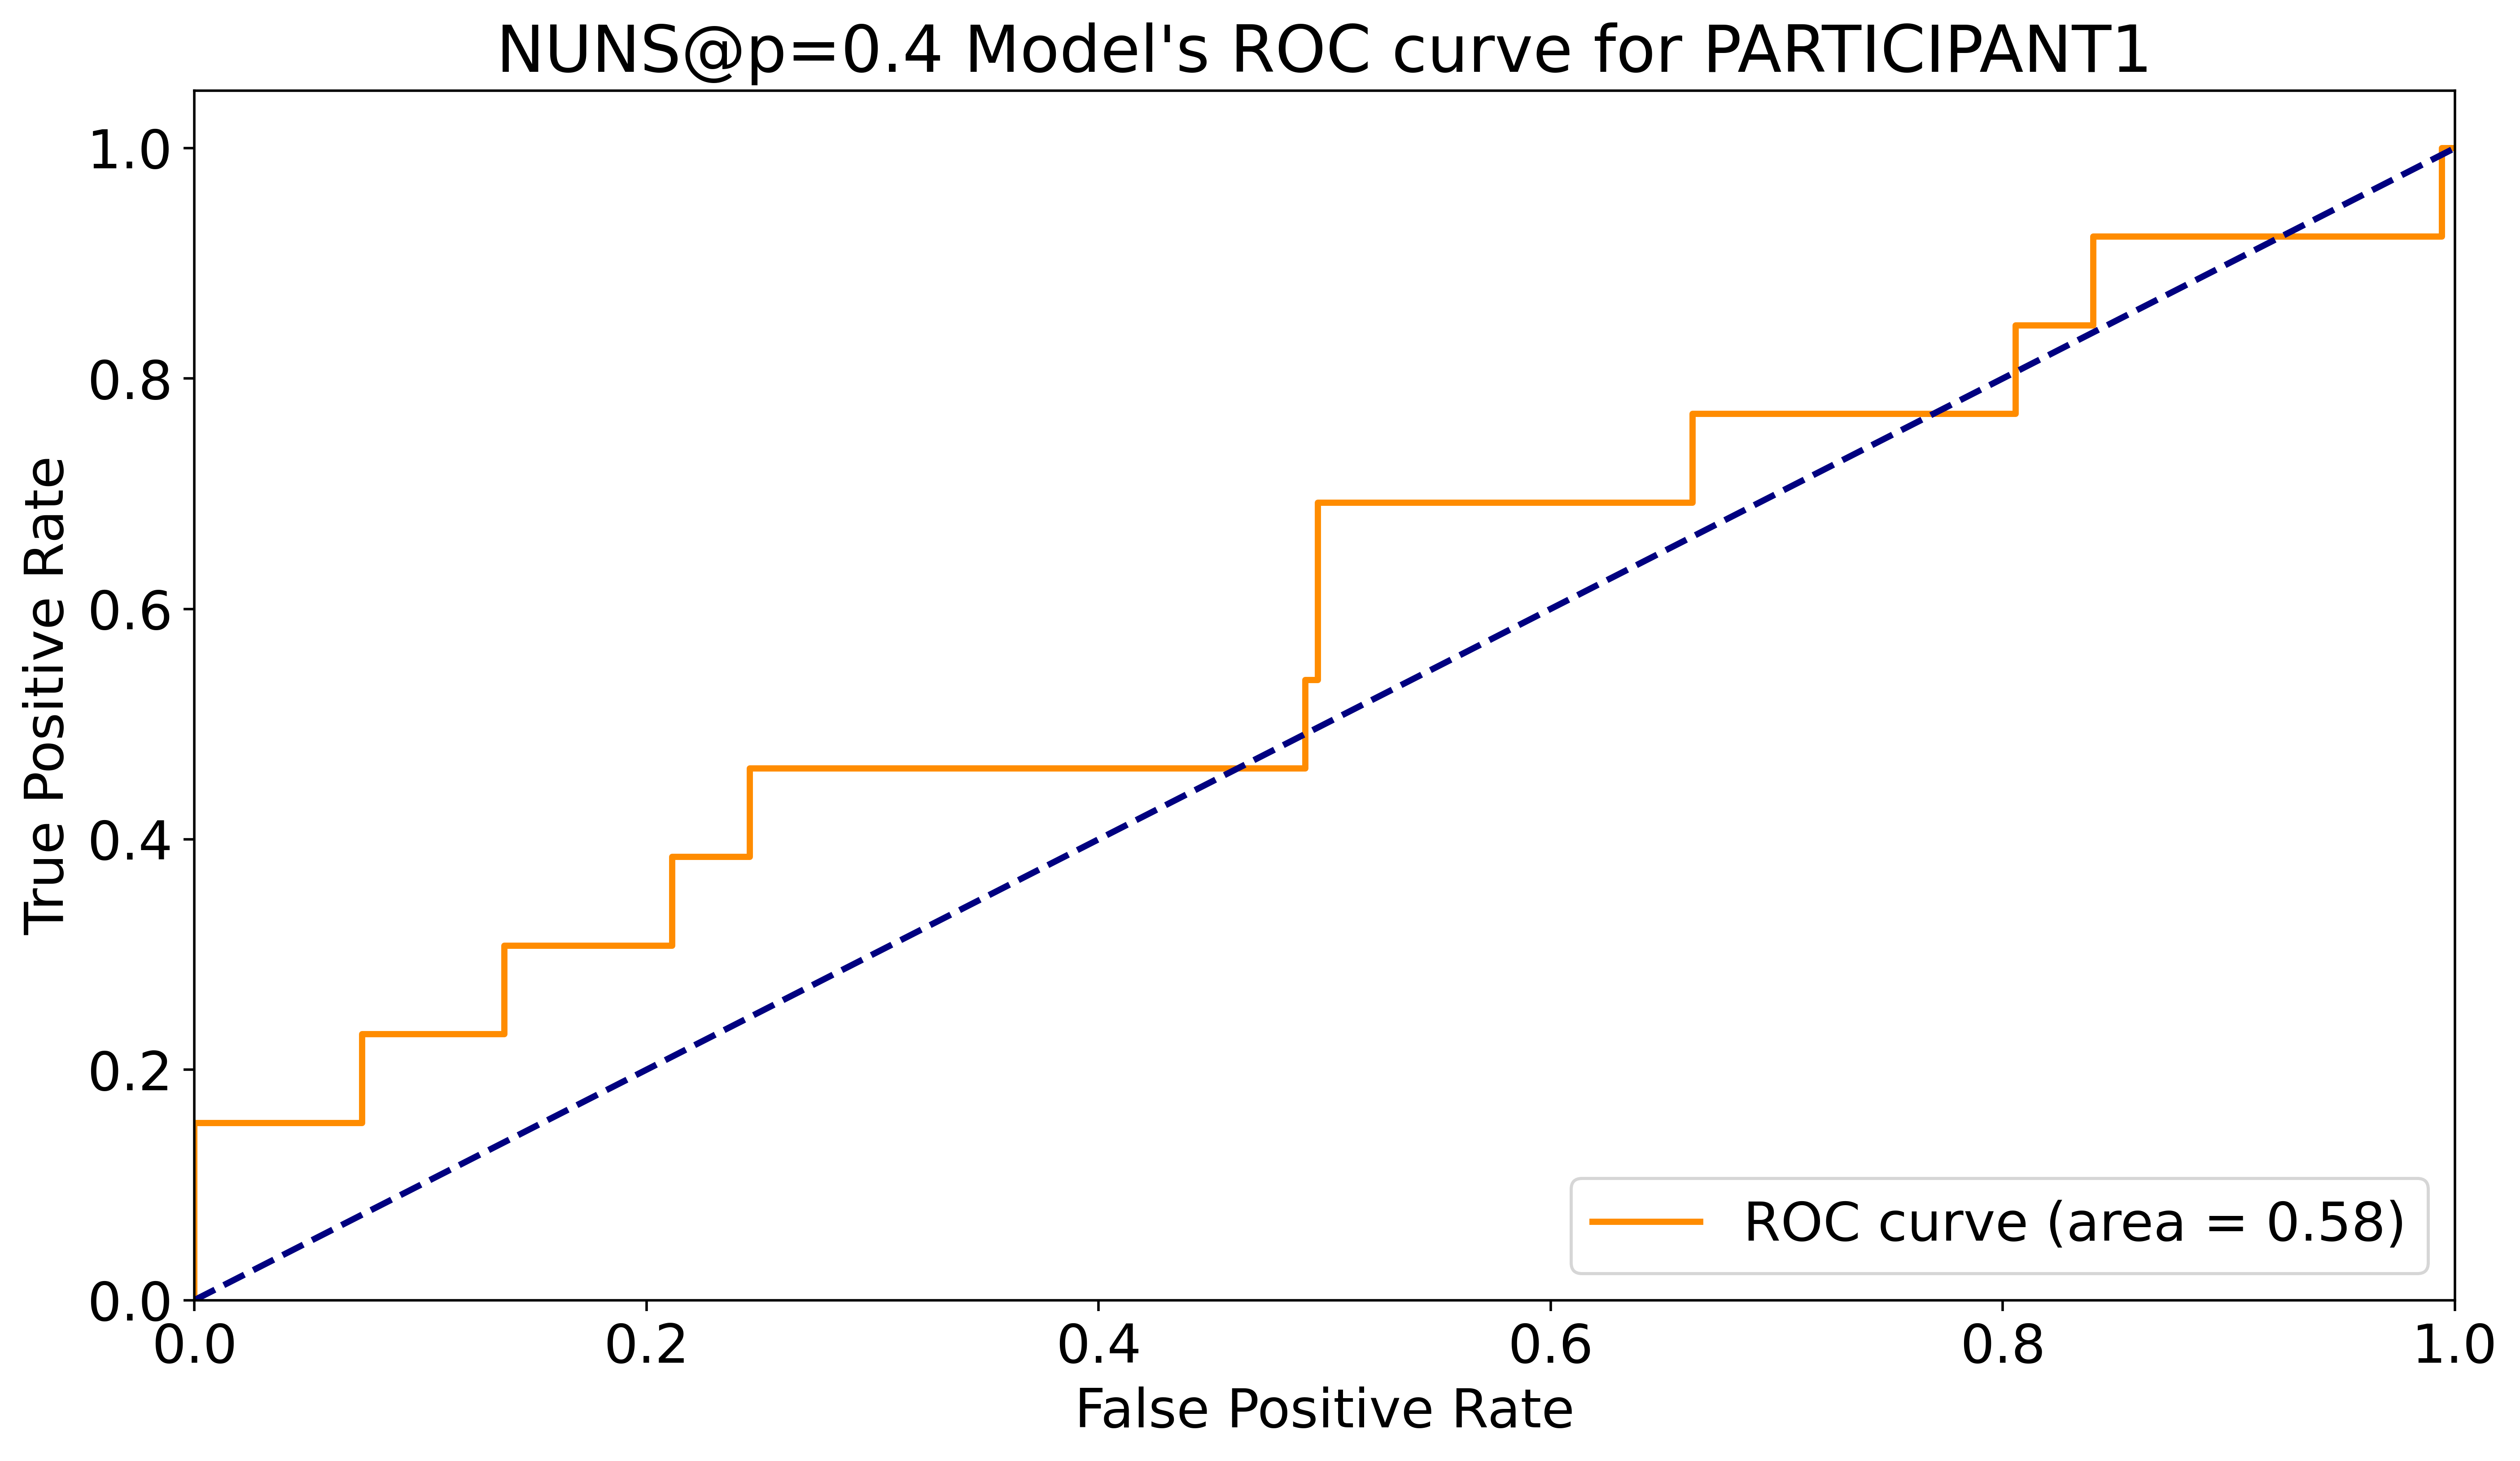 NUNS@p=0.4 Model's ROC curve for PARTICIPANT1
1.0
0.8
0.6
0.4
0.2
0.0
True Positive Rate
ROC curve (area = 0.58)
0.0 0.2 0.4 0.6 0.8 1.0
False Positive Rate